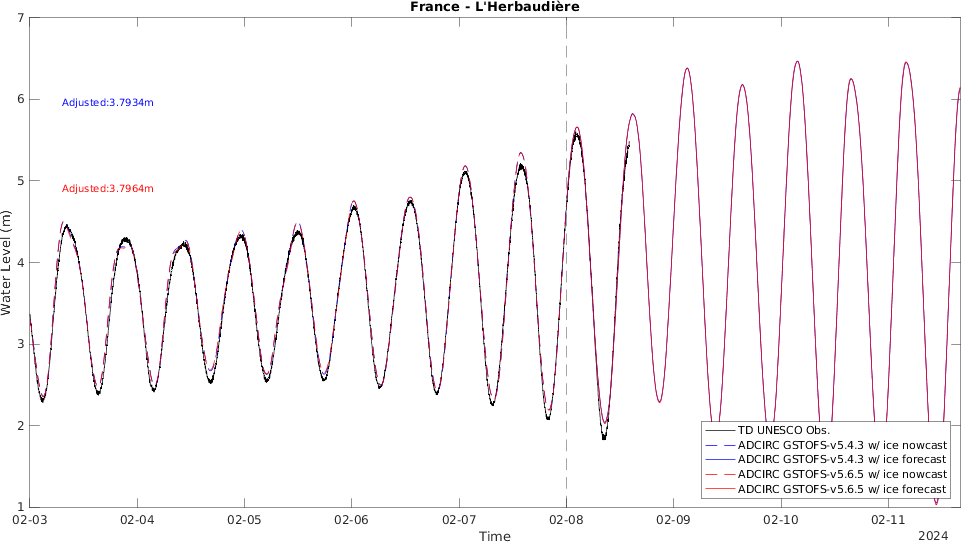 France - L'Herbaudière
7
6
5
4
3
2
1
Water Level (m)
Adjusted:3.7934m
Adjusted:3.7964m
TD UNESCO Obs.
ADCIRC GSTOFS-v5.4.3 w/ ice nowcast
ADCIRC GSTOFS-v5.4.3 w/ ice forecast
ADCIRC GSTOFS-v5.6.5 w/ ice nowcast
ADCIRC GSTOFS-v5.6.5 w/ ice forecast
02-03 02-04 02-05 02-06 02-07 02-08 02-09 02-10 02-11
Time
2024